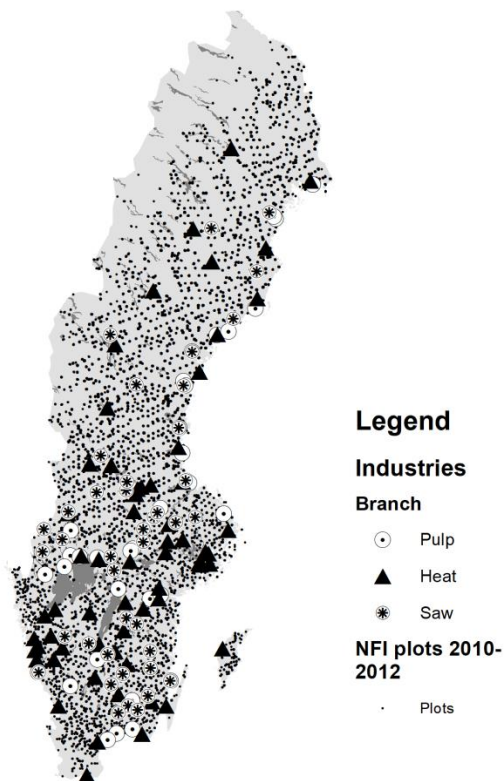 Legend
Industries
Branch
Pulp
Heat
Saw
NFI plots 2010-
2012
Plots